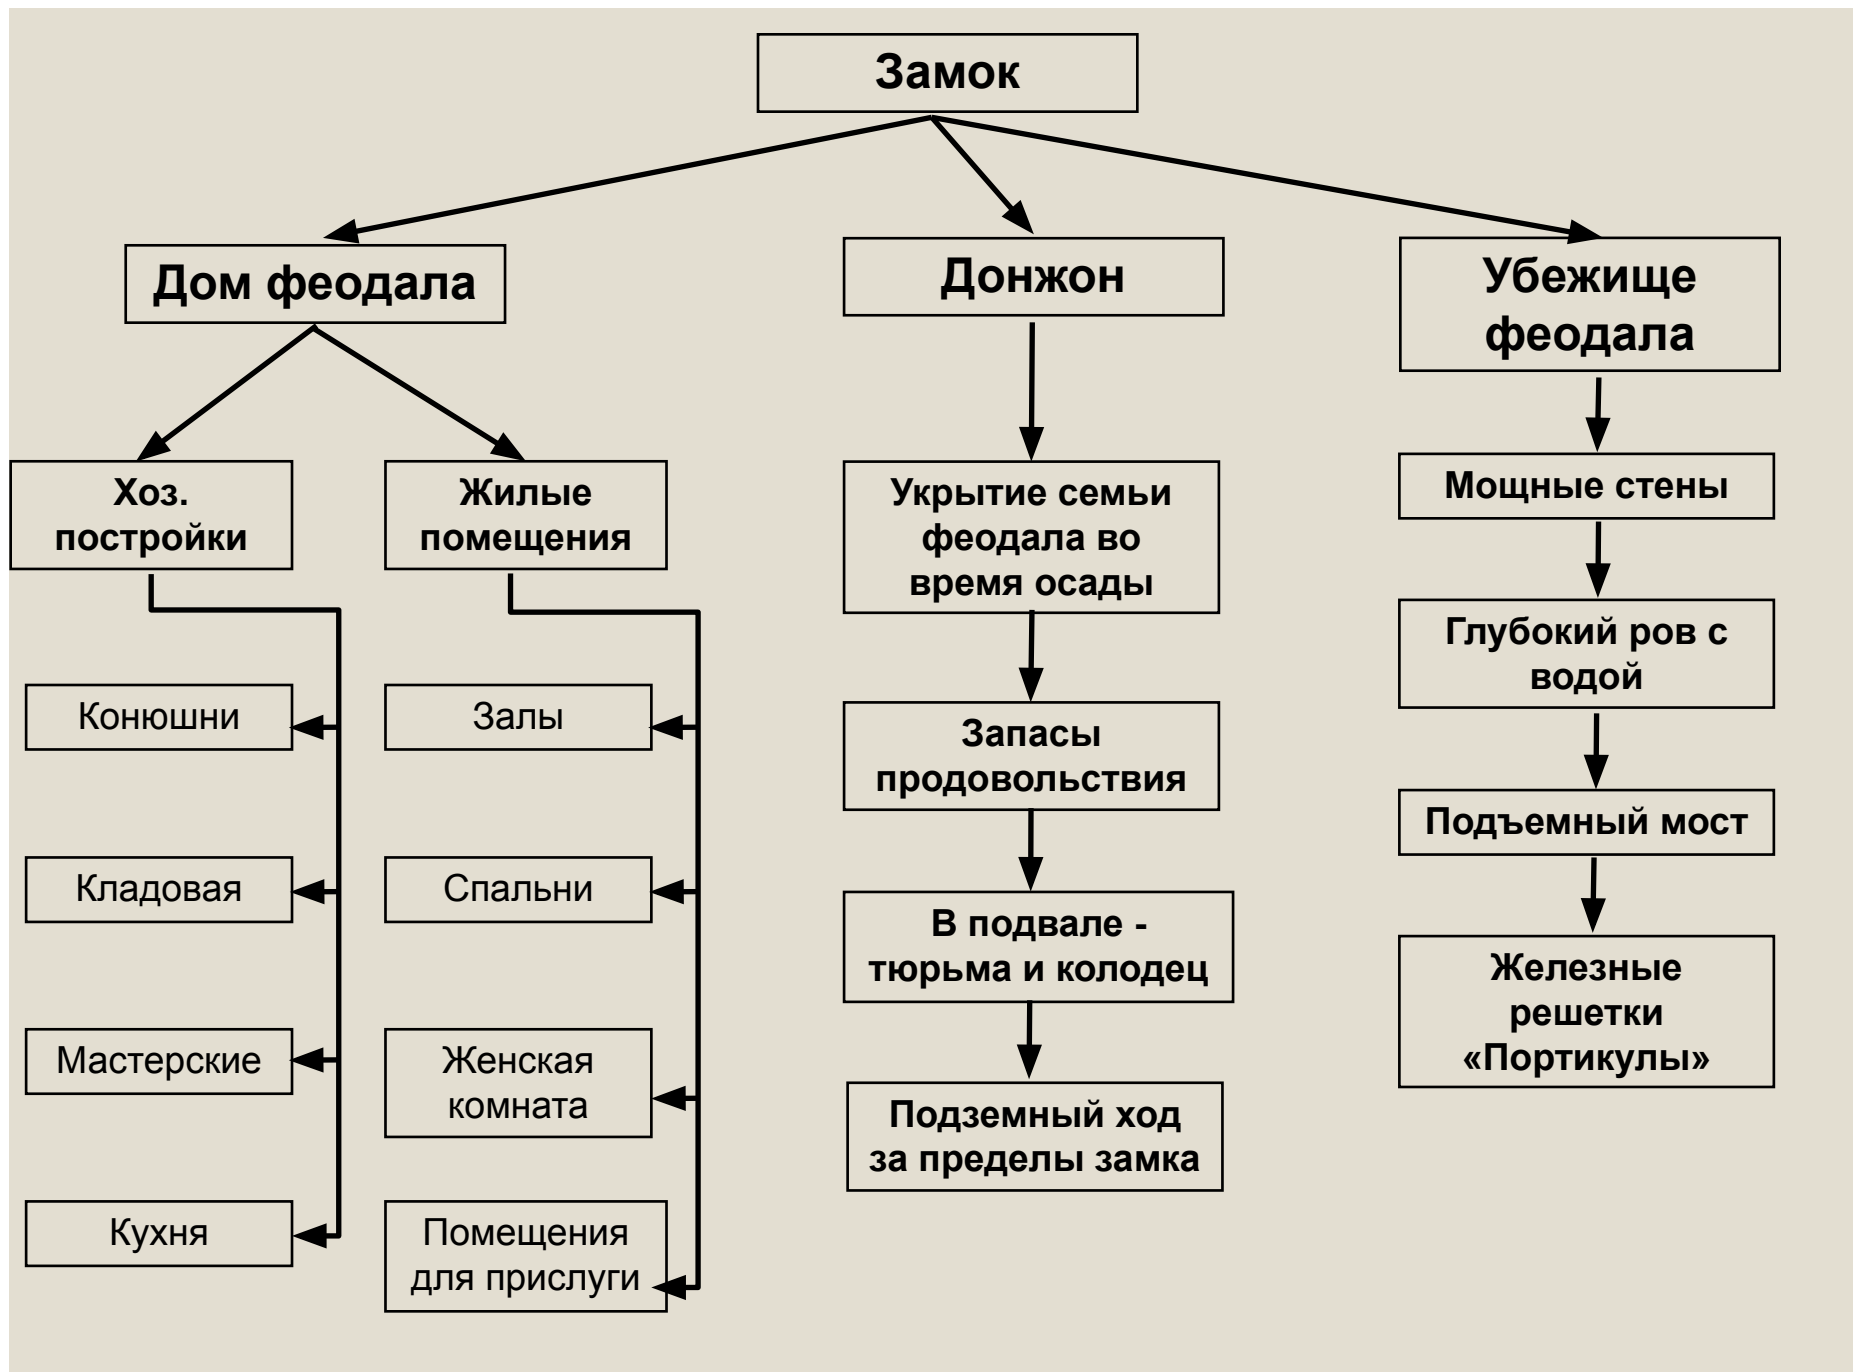 Замок
Дом феодала
Донжон
Убежище
феодала
Хоз.
постройки
Жилые
помещения
Конюшни
Кладовая
Мастерские
Кухня
Залы
Спальни
Женская
комната
Помещения
для прислуги
Укрытие семьи
феодала во
время осады
Запасы
продовольствия
В подвале -
тюрьма и колодец
Подземный ход
за пределы замка
Мощные стены
Глубокий ров с
водой
Подъемный мост
Железные
решетки
«Портикулы»